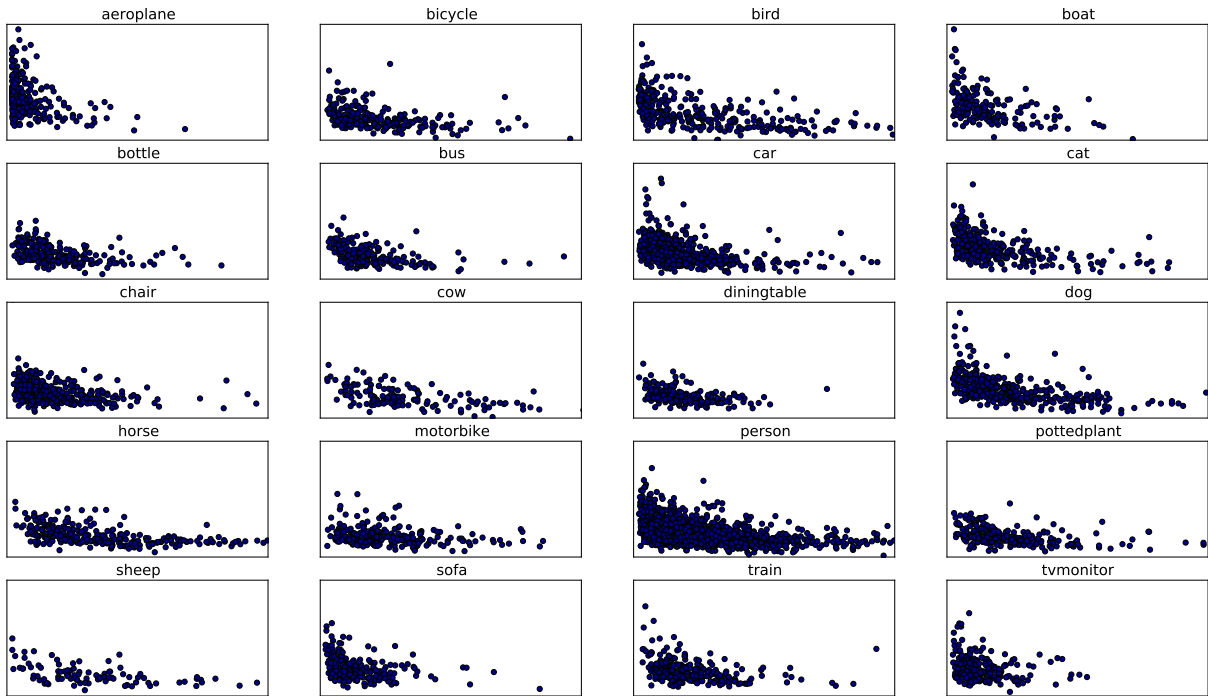 aeroplane bicycle bird boat
bottle bus car cat
chair cow diningtable dog
horse motorbike person pottedplant
sheep sofa train tvmonitor